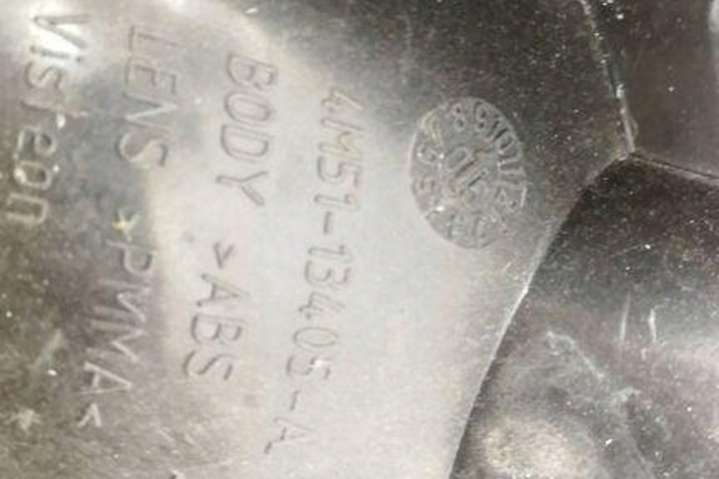 4M51-13405-A
BODY >ABS
LENS >PMMA<
Visteon